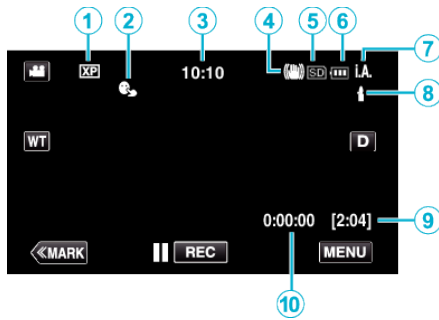 1 2 3 4 5 6 7
XP 10:10 SD i.A.
8
WT D
0:00:00 [2:04] 9
≪MARK REC MENU
10